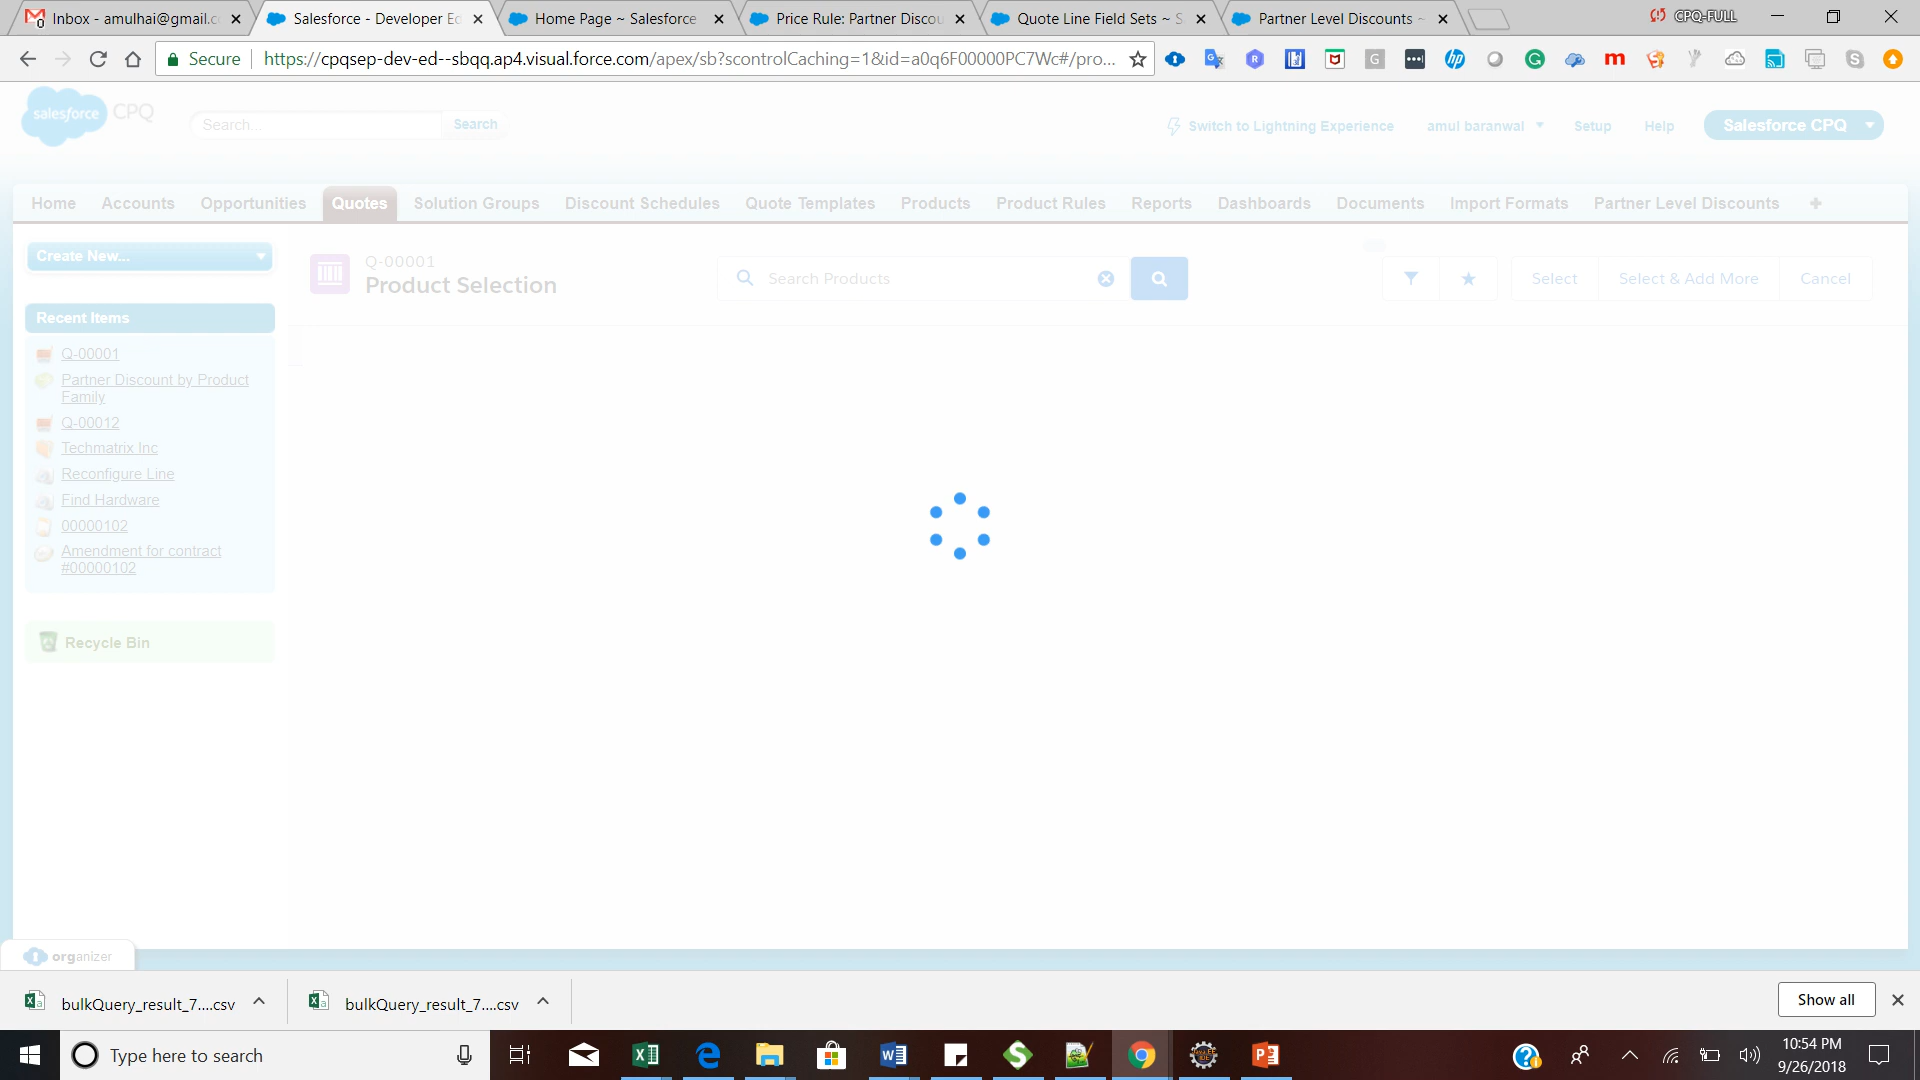 Inbox - amulhai@gmail.c
Salesforce - Developer Ec
Home Page ~ Salesforce
Price Rule: Partner Discou
Quote Line Field Sets ~ S
Partner Level Discounts ~
CPQ-FULL
Secure
https://cpqsep-dev-ed--sbqq.ap4.visual.force.com/apex/sb?scontrolCaching=1&id=a0q6F00000PC7Wc#/pro...
salesforce CPQ
Search...
Search
Switch to Lightning Experience
amul baranwal
Setup
Help
Salesforce CPQ
Home
Accounts
Opportunities
Quotes
Solution Groups
Discount Schedules
Quote Templates
Products
Product Rules
Reports
Dashboards
Documents
Import Formats
Partner Level Discounts
+
Create New...
Q-00001
Product Selection
Search Products
Select
Select & Add More
Cancel
Recent Items
Q-00001
Partner Discount by Product
Family
Q-00012
Techmatrix Inc
Reconfigure Line
Find Hardware
00000102
Amendment for contract
#00000102
Recycle Bin
organizer
bulkQuery_result_7....csv
bulkQuery_result_7....csv
Show all
Type here to search
10:54 PM
9/26/2018